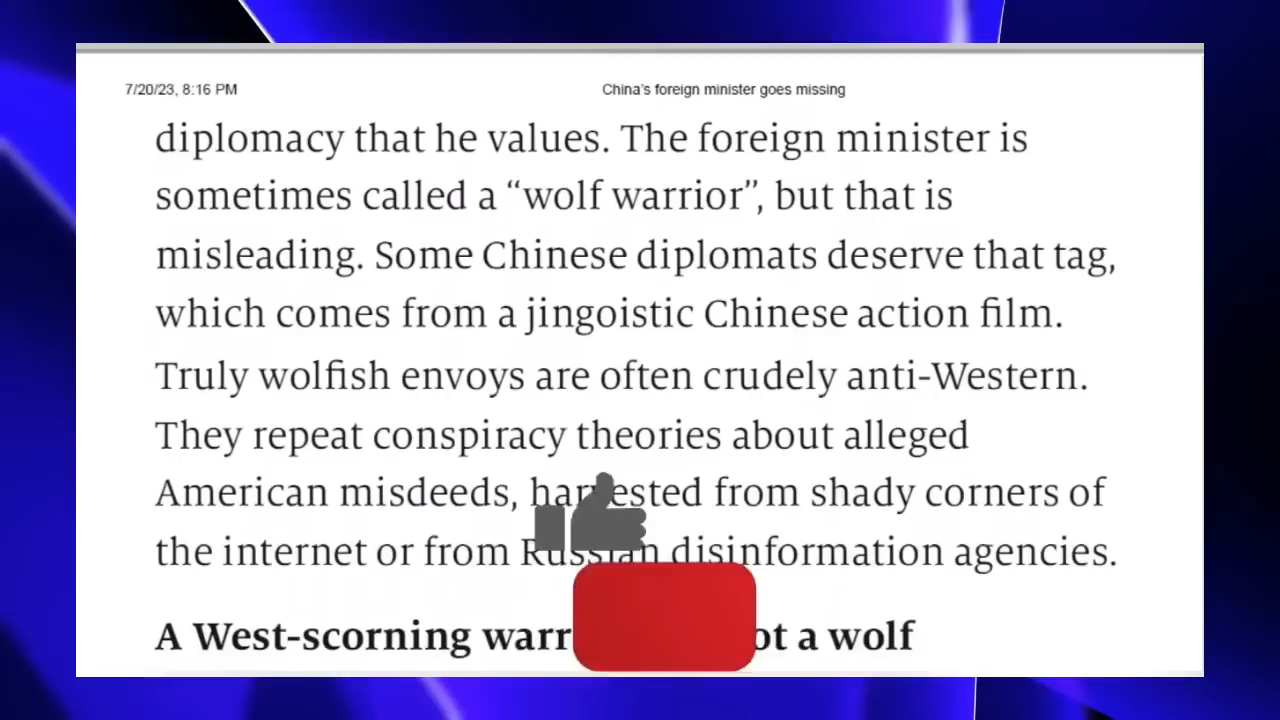 7/20/23, 8:16 PM
China's foreign minister goes missing
diplomacy that he values. The foreign minister is
sometimes called a “wolf warrior”, but that is
misleading. Some Chinese diplomats deserve that tag,
which comes from a jingoistic Chinese action film.
Truly wolfish envoys are often crudely anti-Western.
They repeat conspiracy theories about alleged
American misdeeds, harvested from shady corners of
the internet or from Russian disinformation agencies.
A West-scorning a wolf